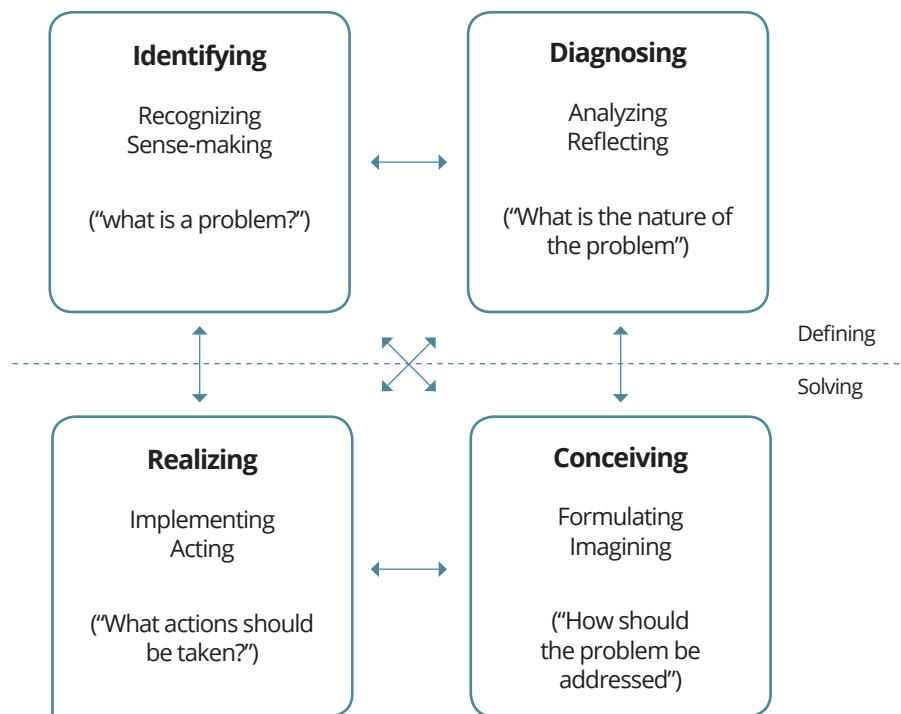 Identifying
Recognizing
Sense-making
(“what is a problem?”)
Diagnosing
Analyzing
Reflecting
(“What is the nature of
the problem”)
Defining
Solving
Realizing
Implementing
Acting
(“What actions should
be taken?”)
Conceiving
Formulating
Imagining
(“How should
the problem be
addressed”)